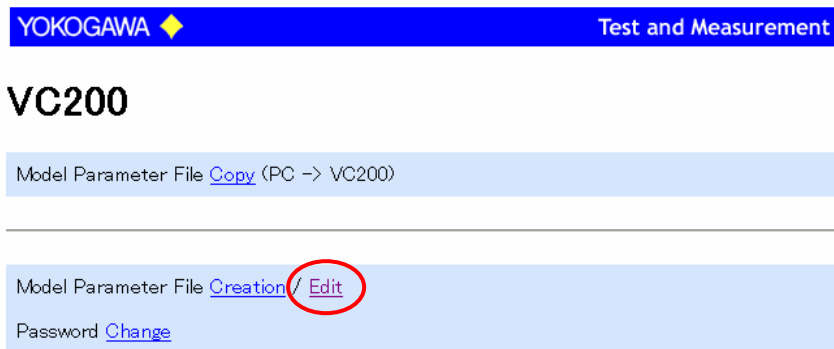 YOKOGAWA Test and Measurement
VC200
Model Parameter File Copy (PC -> VC200)
Model Parameter File Creation / Edit
Password Change